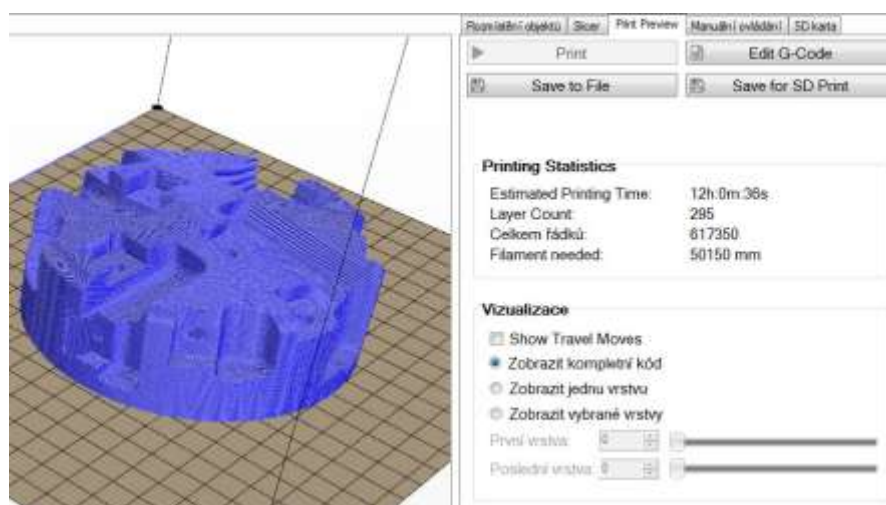 Rozmístění objektů Slicer Print Preview Manuální ovládání SD karta
Print Edit G-Code
Save to File Save for SD Print
Printing Statistics
Estimated Printing Time: 12h:0m:36s
Layer Count: 295
Celkem řádků: 617350
Filament needed: 50150 mm
Vizualizace
Show Travel Moves
Zobrazit kompletní kód
Zobrazit jednu vrstvu
Zobrazit vybrané vrstvy
První vrstva: 0
Poslední vrstva: 0